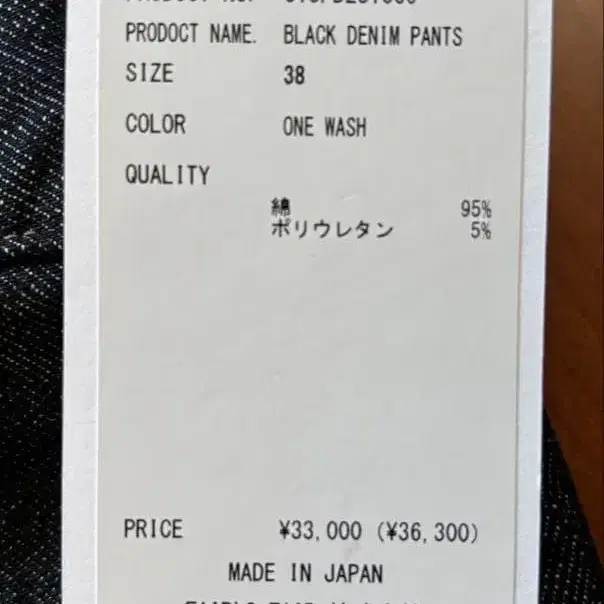 PRODOCT NAME. BLACK DENIM PANTS
SIZE 38
COLOR ONE WASH
QUALITY
綿 95%
ポリウレタン 5%
PRICE ¥33,000 (¥36,300)
MADE IN JAPAN